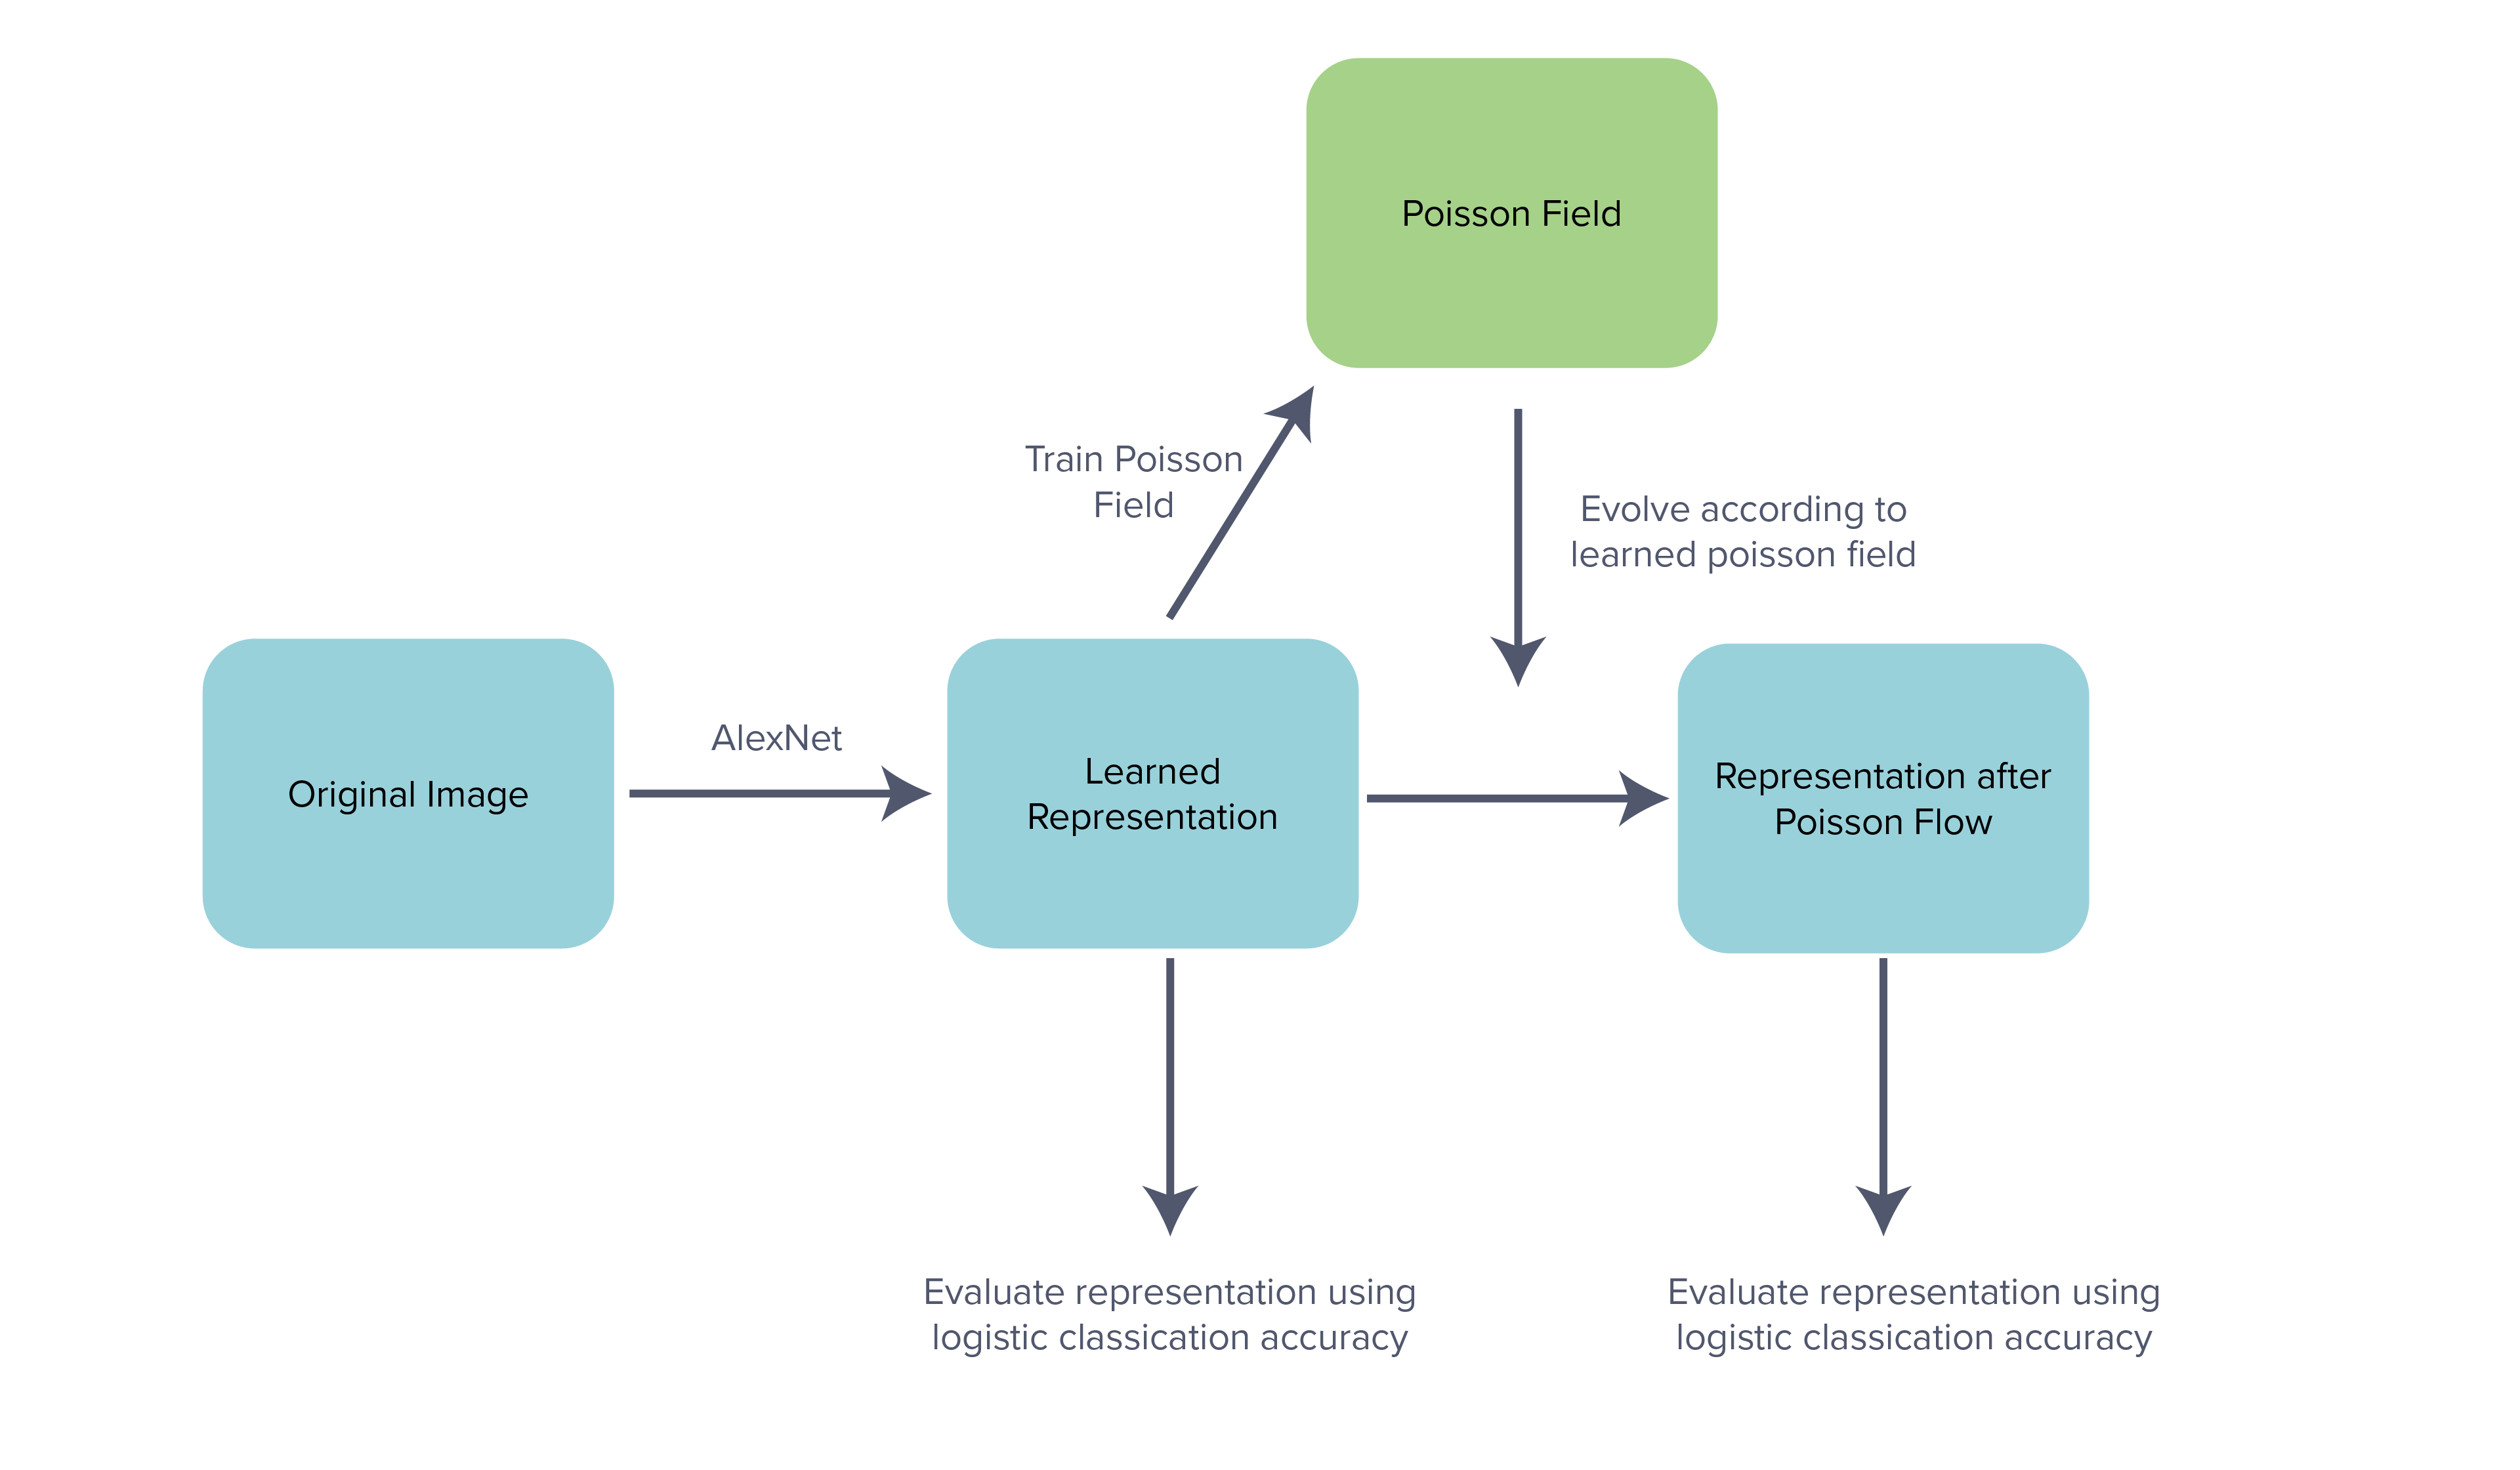 Poisson Field
Train Poisson
Field
Evolve according to
learned poisson field
Original Image
AlexNet
Learned
Representation
Representation after
Poisson Flow
Evaluate representation using
logistic classication accuracy
Evaluate representation using
logistic classication accuracy